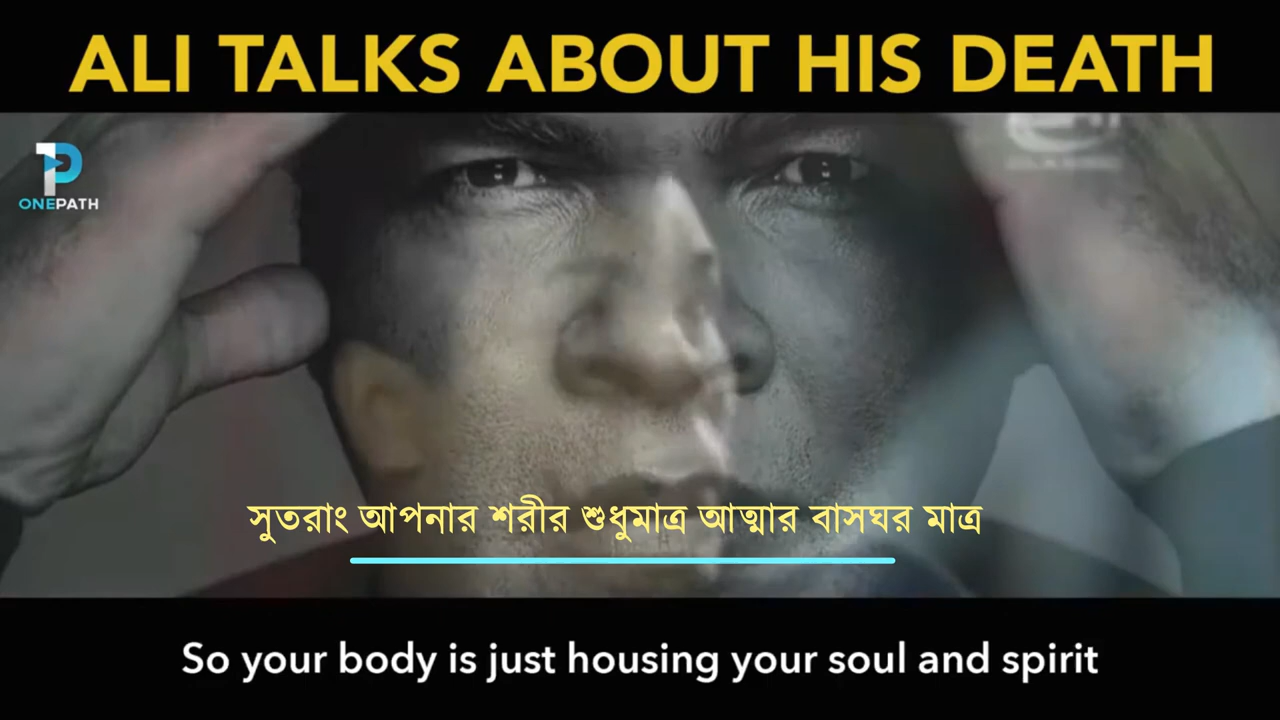 ALI TALKS ABOUT HIS DEATH
1P
ONEPATH
সুতরাং আপনার শরীর শুধুমাত্র আত্মার বাসঘর মাত্র
So your body is just housing your soul and spirit